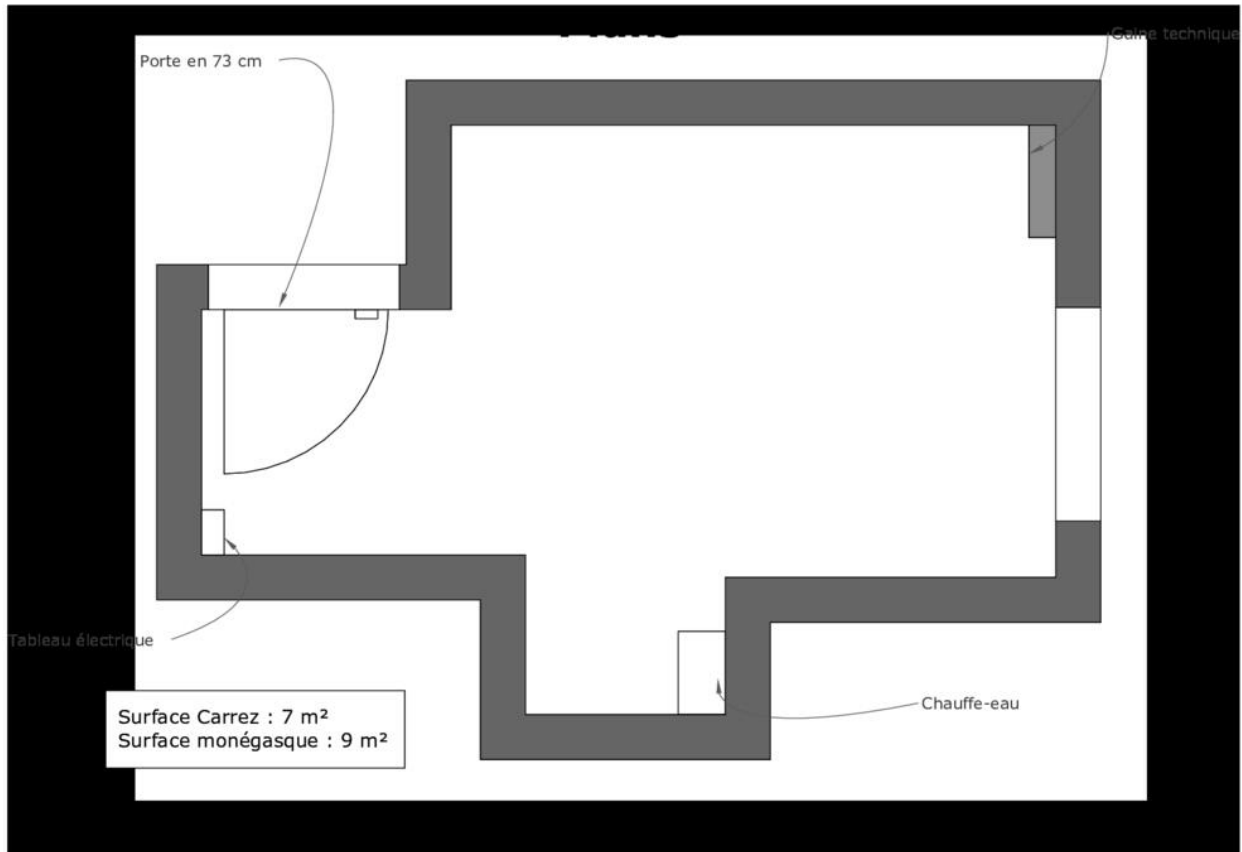 Gaine technique
Porte en 73 cm
Tableau électrique
Chauffe-eau
Surface Carrez : 7 m²
Surface monégasque : 9 m²